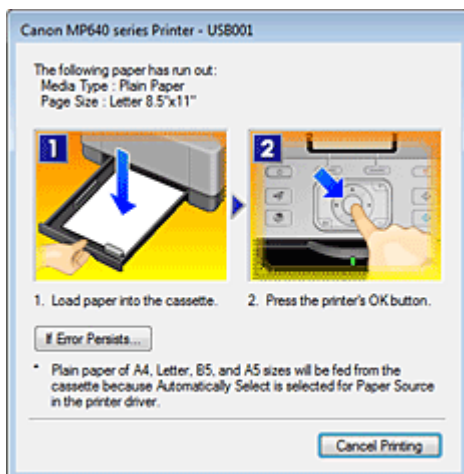 Canon MP640 series Printer - USB001
The following paper has run out:
Media Type : Plain Paper
Page Size : Letter 8.5"x11"
1
2
1. Load paper into the cassette.
2. Press the printer's OK button.
If Error Persists...
* Plain paper of A4, Letter, B5, and A5 sizes will be fed from the
cassette because Automatically Select is selected for Paper Source
in the printer driver.
Cancel Printing